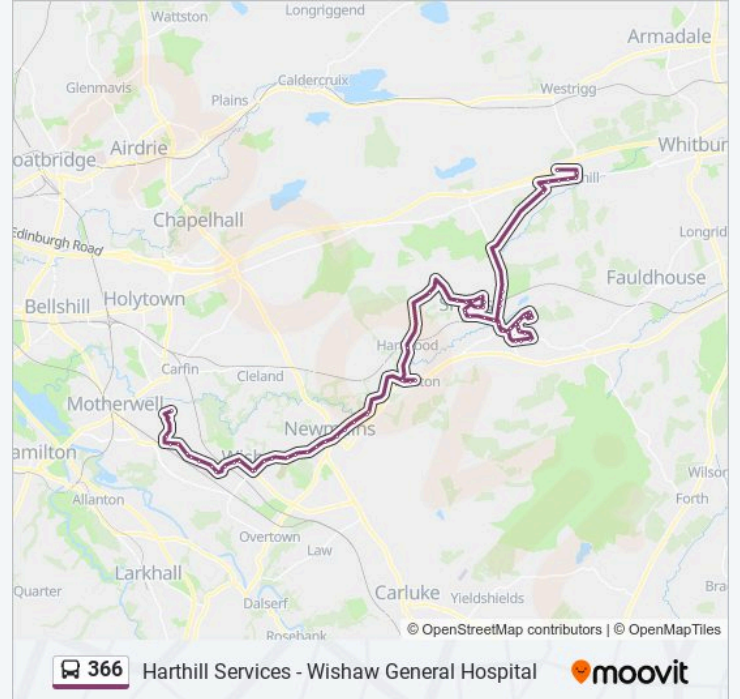 Wattston
Longriggend
Armadale
Glenmavis
Caldercruix
Plains
Westrigg
Airdrie
oatbridge
Whitbur
hill
Chapelhall
Edinburgh Road
Longrid
Fauldhouse
Bellshill
Holytown
Carfin
Cleland
Motherwell
Newmains
amilton
Allanton
Wilson
Forth
Overtown
Law
Larkhall
Carluke
Yieldshields
Bra
Quarter
Dalserf
Rosebank
© OpenStreetMap contributors | © OpenMapTiles
366 Harthill Services - Wishaw General Hospital moovit